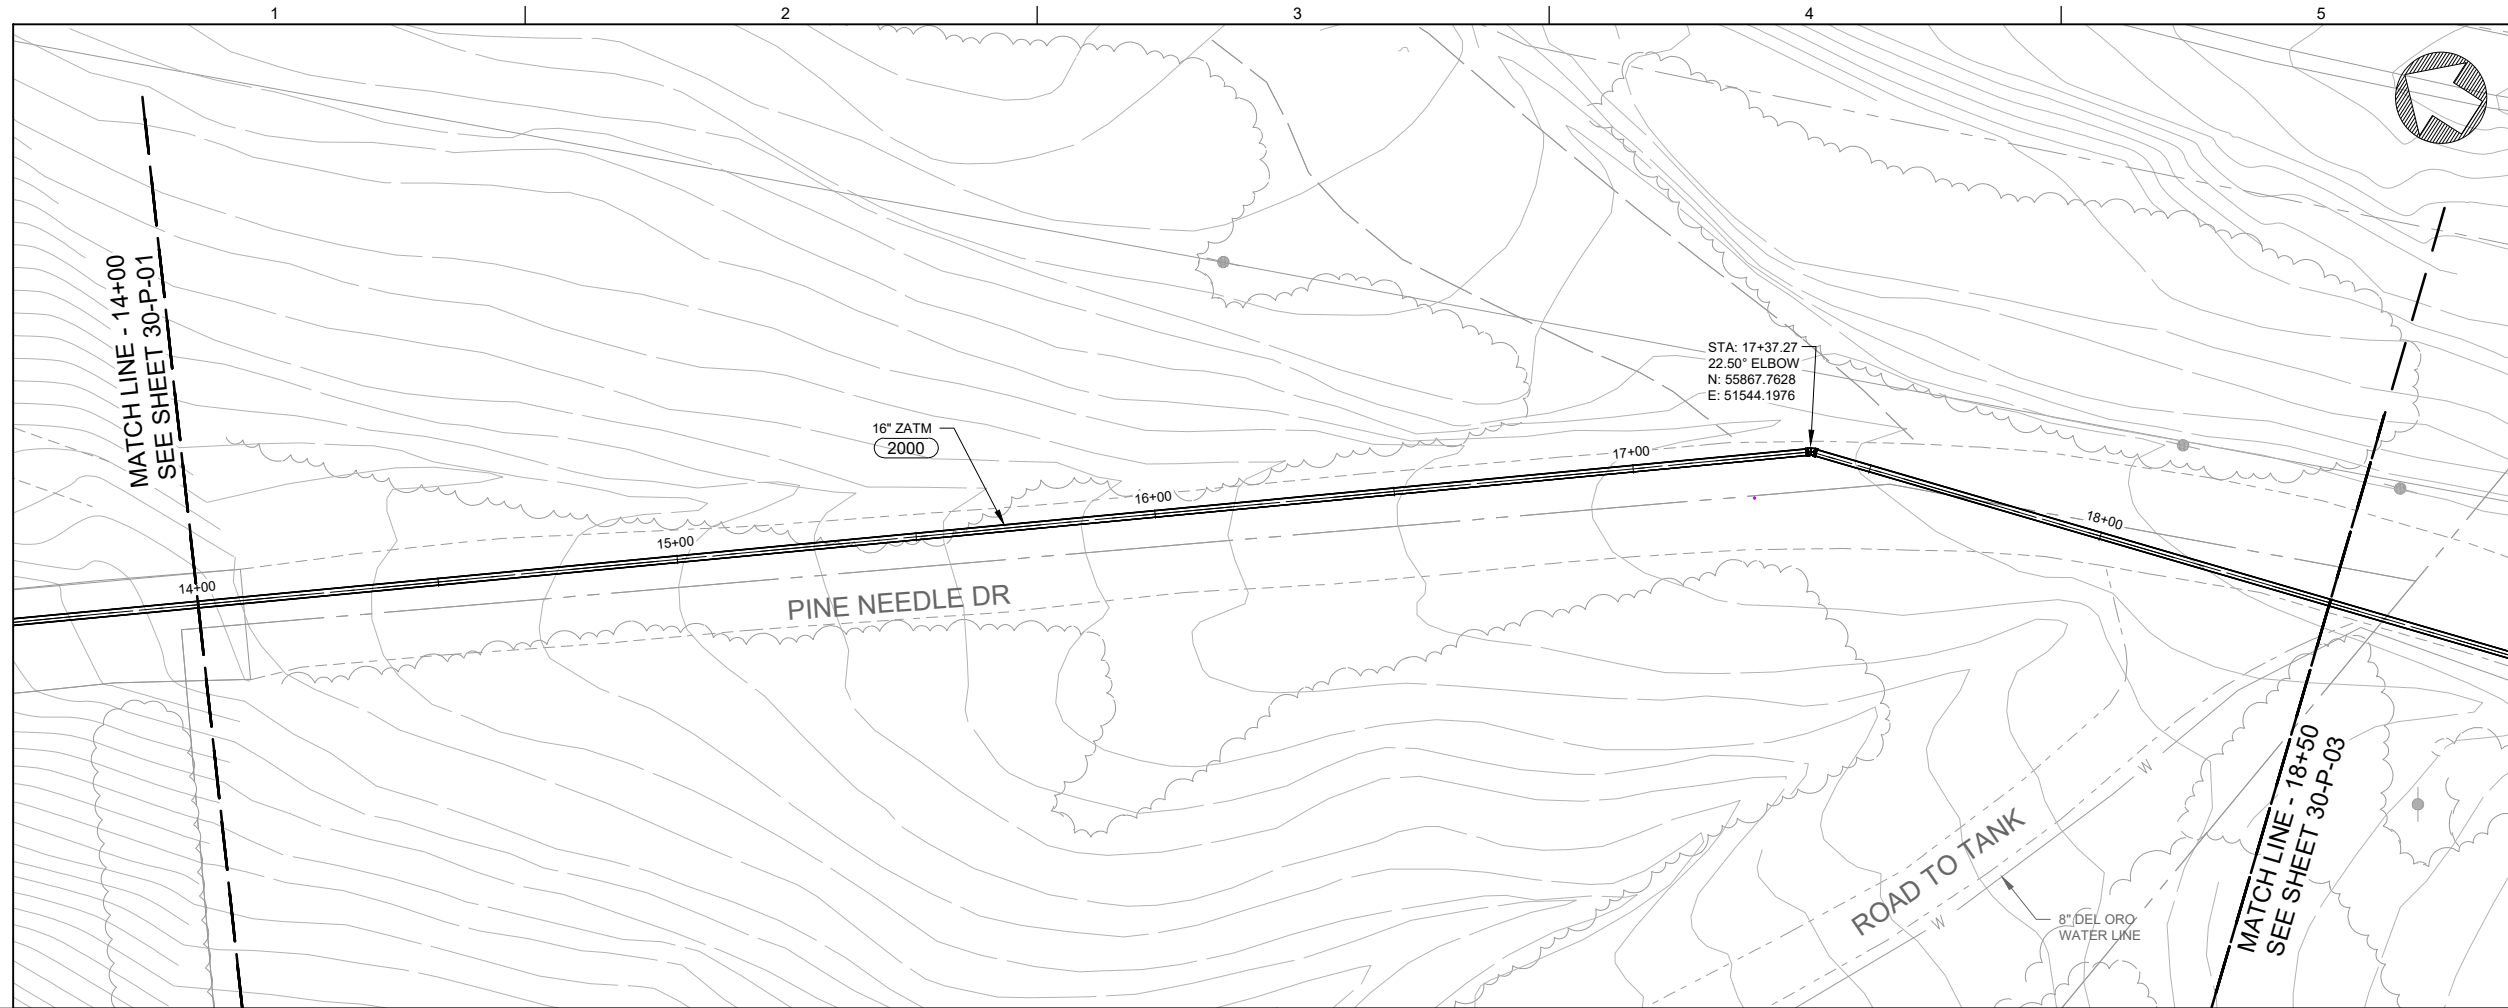 1
2
3
4
5
MATCH LINE - 14+00
SEE SHEET 30-P-01
STA: 17+37.27
22.50° ELBOW
N: 55867.7628
E: 51544.1976
16" ZATM
2000
14+00
15+00
16+00
17+00
18+00
PINE NEEDLE DR
ROAD TO TANK
W
W
8" DEL ORO
WATER LINE
MATCH LINE - 18+50
SEE SHEET 30-P-03